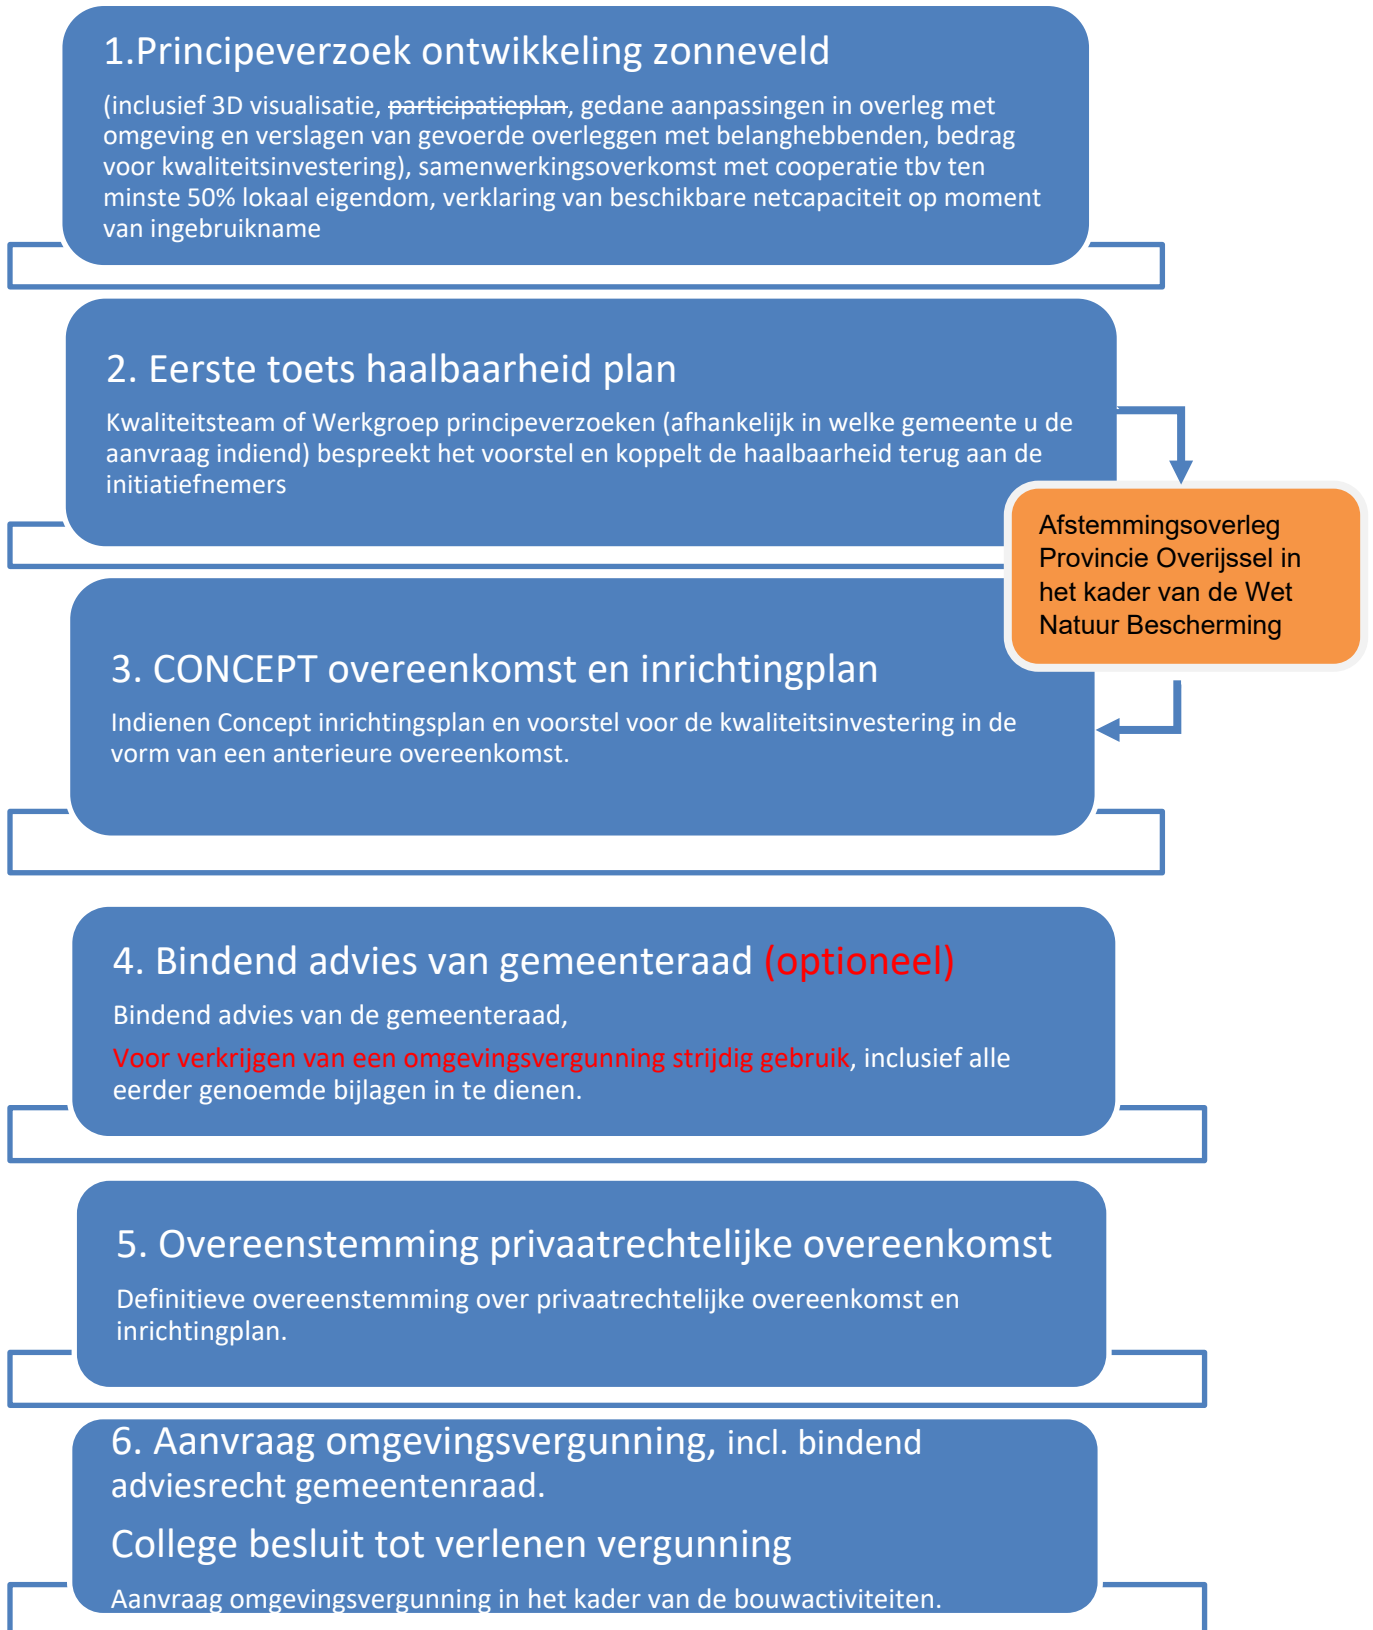 1.Principeverzoek ontwikkeling zonneveld
(inclusief 3D visualisatie, participatieplan, gedane aanpassingen in overleg met
omgeving en verslagen van gevoerde overleggen met belanghebbenden, bedrag
voor kwaliteitsinvestering), samenwerkingsoverkomst met cooperatie tbv ten
minste 50% lokaal eigendom, verklaring van beschikbare netcapaciteit op moment
van ingebruikname
2. Eerste toets haalbaarheid plan
Kwaliteitsteam of Werkgroep principeverzoeken (afhankelijk in welke gemeente u de
aanvraag indiend) bespreekt het voorstel en koppelt de haalbaarheid terug aan de
initiatiefnemers
Afstemmingsoverleg
Provincie Overijssel in
het kader van de Wet
Natuur Bescherming
3. CONCEPT overeenkomst en inrichtingplan
Indienen Concept inrichtingsplan en voorstel voor de kwaliteitsinvestering in de
vorm van een anterieure overeenkomst.
4. Bindend advies van gemeenteraad (optioneel)
Bindend advies van de gemeenteraad,
Voor verkrijgen van een omgevingsvergunning strijdig gebruik, inclusief alle
eerder genoemde bijlagen in te dienen.
5. Overeenstemming privaatrechtelijke overeenkomst
Definitieve overeenstemming over privaatrechtelijke overeenkomst en
inrichtingplan.
6. Aanvraag omgevingsvergunning, incl. bindend
adviesrecht gemeentenraad.
College besluit tot verlenen vergunning
Aanvraag omgevingsvergunning in het kader van de bouwactiviteiten.